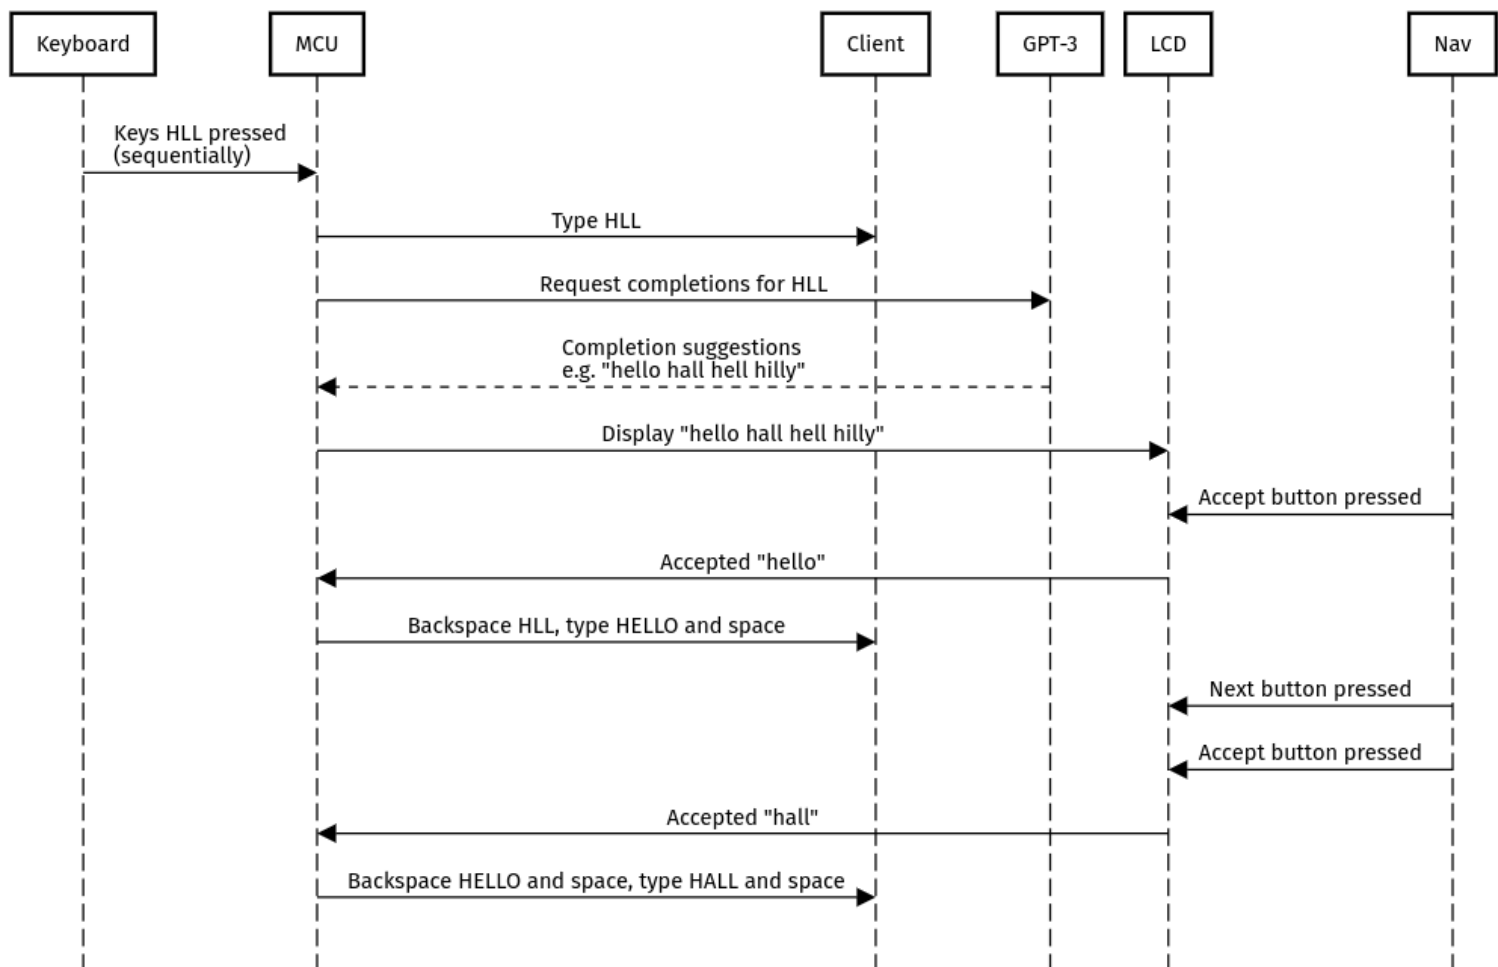 Keyboard
MCU
Client
GPT-3
LCD
Nav
Keys HLL pressed
(sequentially)
Type HLL
Request completions for HLL
Completion suggestions
e.g. "hello hall hell hilly"
Display "hello hall hell hilly"
Accept button pressed
Accepted "hello"
Backspace HLL, type HELLO and space
Next button pressed
Accept button pressed
Accepted "hall"
Backspace HELLO and space, type HALL and space